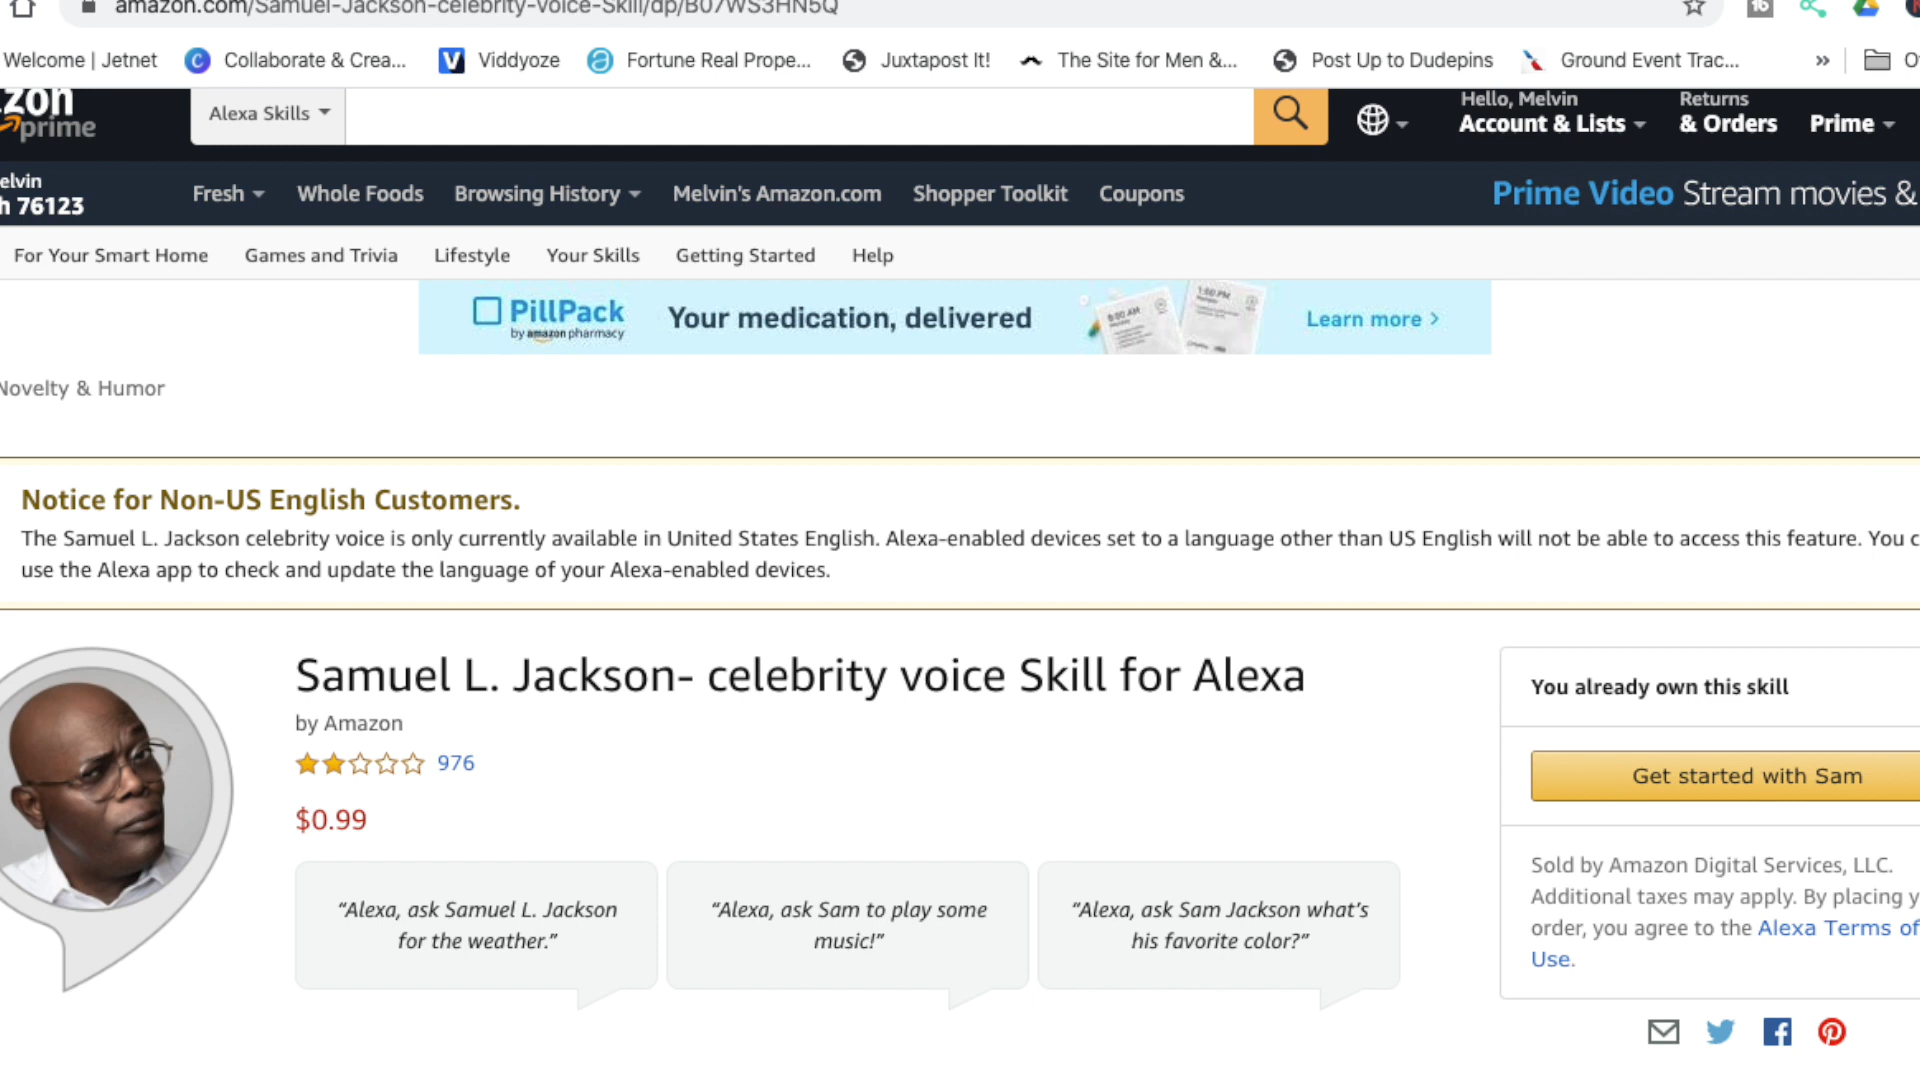 amazon.com/Samuel-Jackson-celebrity-voice-Skill/dp/B07WS3HN5Q
Welcome | Jetnet
Collaborate & Crea...
Viddyoze
Fortune Real Prope...
Juxtapost It!
The Site for Men &...
Post Up to Dudepins
Ground Event Trac...
»
zon
prime
Alexa Skills
Hello, Melvin
Account & Lists
Returns
& Orders
Prime
elvin
h 76123
Fresh
Whole Foods
Browsing History
Melvin's Amazon.com
Shopper Toolkit
Coupons
Prime Video Stream movies &
For Your Smart Home
Games and Trivia
Lifestyle
Your Skills
Getting Started
Help
PillPack
by amazon pharmacy
Your medication, delivered
8:00 AM
1:50 PM
Learn more >
Novelty & Humor
Notice for Non-US English Customers.
The Samuel L. Jackson celebrity voice is only currently available in United States English. Alexa-enabled devices set to a language other than US English will not be able to access this feature. You c
use the Alexa app to check and update the language of your Alexa-enabled devices.
Samuel L. Jackson- celebrity voice Skill for Alexa
by Amazon
976
$0.99
“Alexa, ask Samuel L. Jackson
for the weather.”
“Alexa, ask Sam to play some
music!”
“Alexa, ask Sam Jackson what’s
his favorite color?”
You already own this skill
Get started with Sam
Sold by Amazon Digital Services, LLC.
Additional taxes may apply. By placing y
order, you agree to the Alexa Terms of
Use.